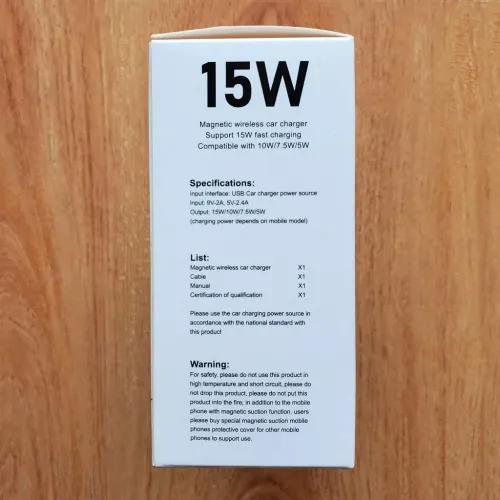 15W
Magnetic wireless car charger
Support 15W fast charging
Compatible with 10W/7.5W/5W
Specifications:
input interface: USB Car charger power source
Input: 9V-2A, 5V-2.4A
Output: 15W/10W/7.5W/5W
(charging power depends on mobile model)
List:
Magnetic wireless car charger X1
Cable X1
Manual X1
Certification of qualification X1
Please use the car charging power source in
accordance with the national standard with
this product
Warning:
For safety, please do not use this product in
high temperature and short circuit, please do
not drop this product, please do not put this
product into the fire; in addition to the mobile
phone with magnetic suction function, users
please buy special magnetic suction mobile
phones protective cover for other mobile
phones to support use.